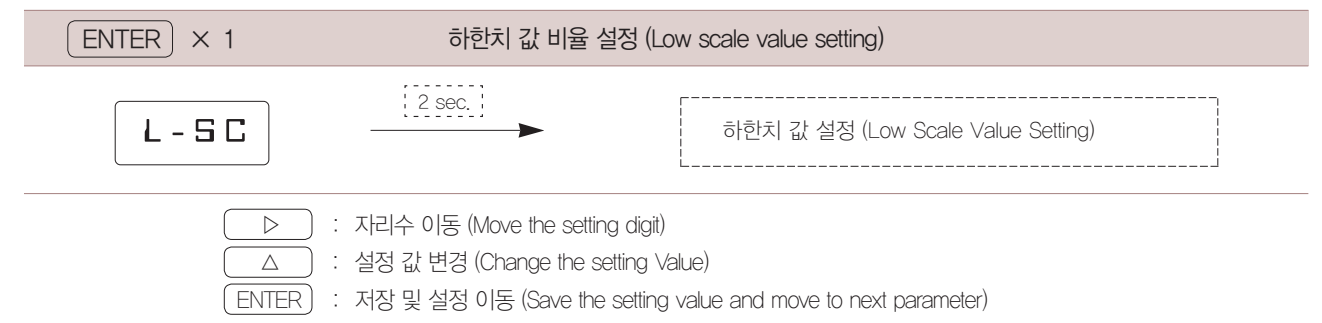 ENTER × 1 하한치 값 비율 설정 (Low scale value setting)
L-SC 2 sec. 하한치 값 설정 (Low Scale Value Setting)
▷ : 자리수 이동 (Move the setting digit)
△ : 설정 값 변경 (Change the setting Value)
ENTER : 저장 및 설정 이동 (Save the setting value and move to next parameter)